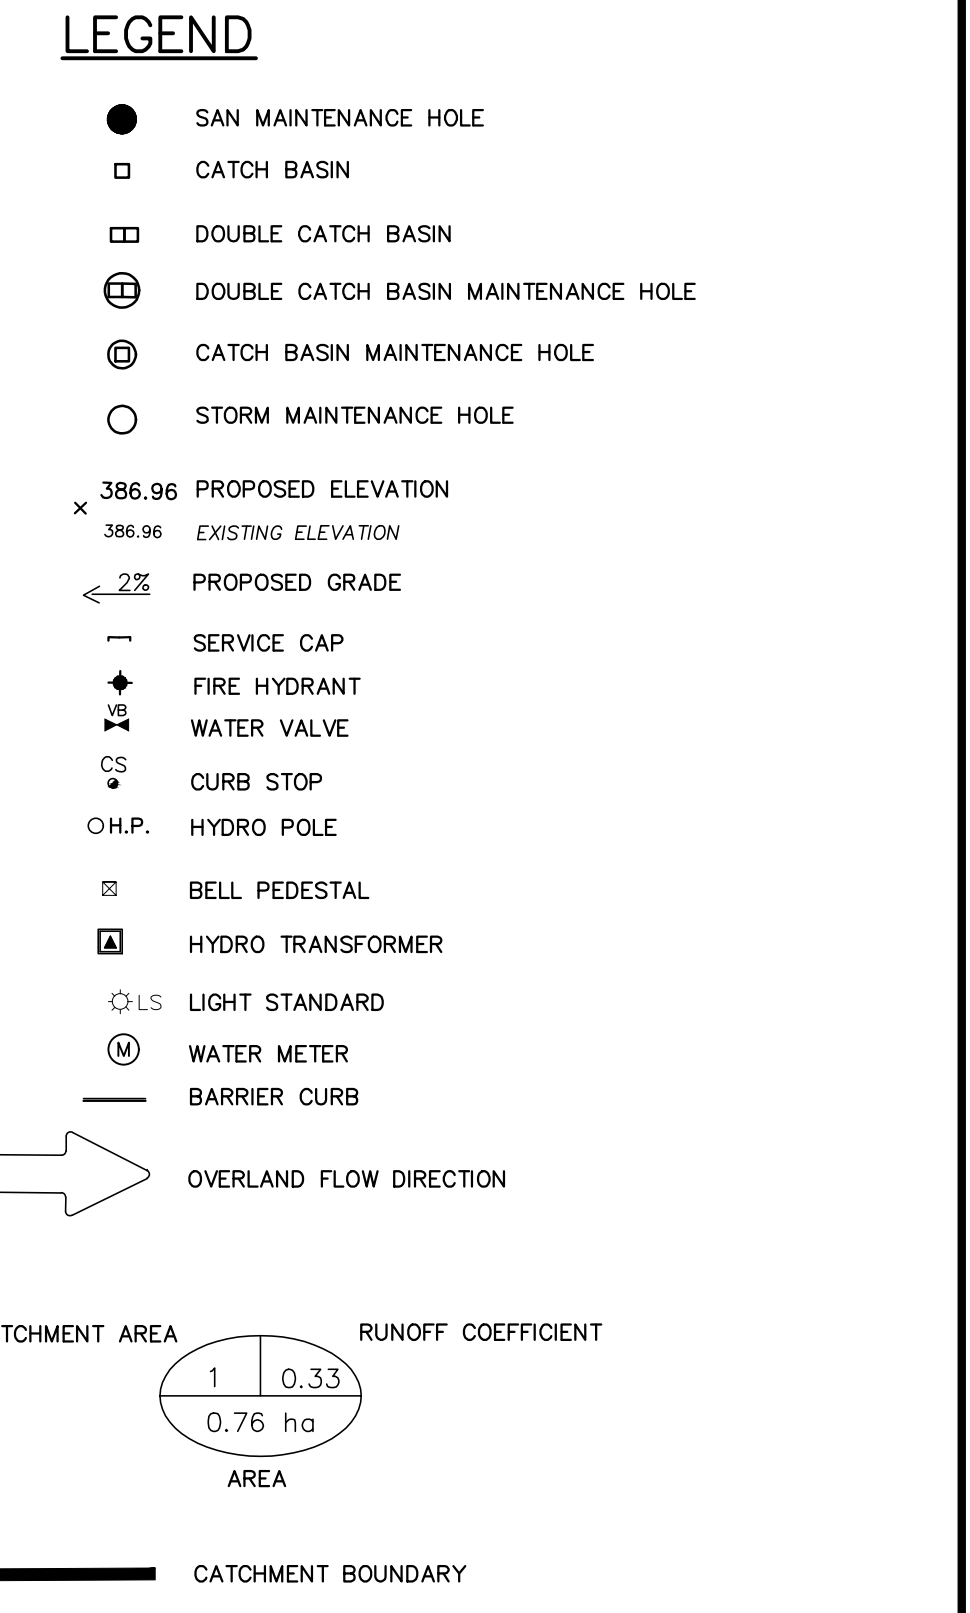 LEGEND
SAN MAINTENANCE HOLE
CATCH BASIN
DOUBLE CATCH BASIN
DOUBLE CATCH BASIN MAINTENANCE HOLE
CATCH BASIN MAINTENANCE HOLE
STORM MAINTENANCE HOLE
386.96 PROPOSED ELEVATION
386.96 EXISTING ELEVATION
2% PROPOSED GRADE
SERVICE CAP
FIRE HYDRANT
VB
WATER VALVE
CS
CURB STOP
H.P. HYDRO POLE
BELL PEDESTAL
HYDRO TRANSFORMER
LS LIGHT STANDARD
M WATER METER
BARRIER CURB
OVERLAND FLOW DIRECTION
TCHMENT AREA RUNOFF COEFFICIENT
1 0.33
0.76 ha
AREA
CATCHMENT BOUNDARY